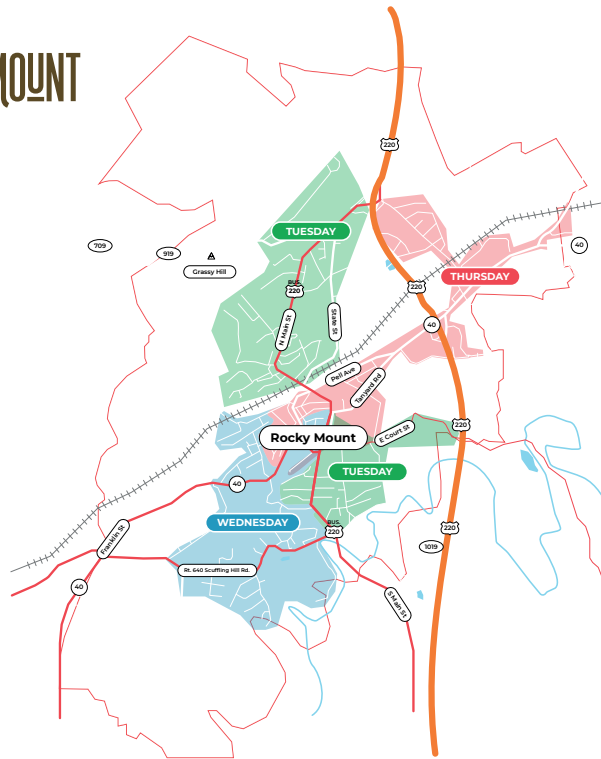 MOUNT
220
TUESDAY
709
919
40
Grassy Hill
THURSDAY
BUS.
220
220
N Main St
State St
40
Pell Ave
Tanyard Rd
220
E Court St
Rocky Mount
TUESDAY
40
WEDNESDAY
BUS.
220
220
Franklin St
1019
Rt. 640 Scuffling Hill Rd.
40
S Main St